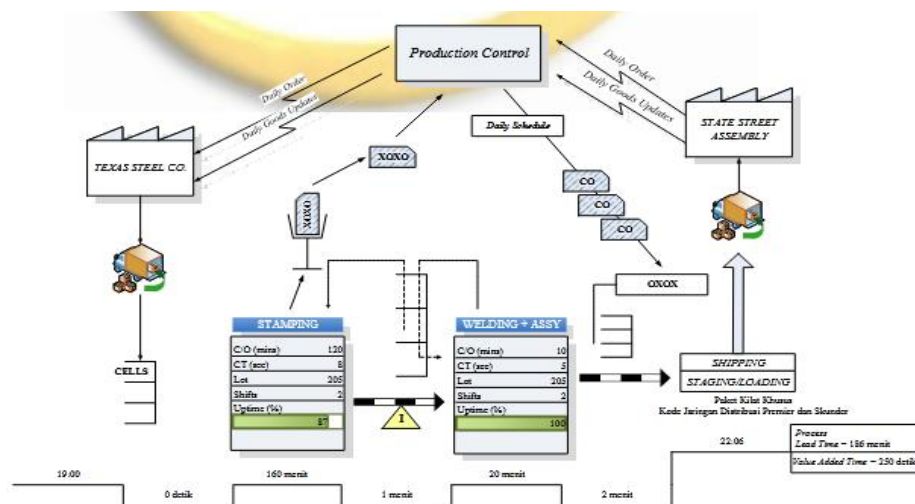 Production Control
Daily Order
Daily Goods Updates
Daily Order
Daily Goods Updates
TEXAS STEEL CO.
STATE STREET
ASSEMBLY
Daily Schedule
XOXO
XOXO
CO
CO
CO
OXOX
CELLS
STAMPING
C/O (mins) 120
CT (sec) 8
Lot 205
Shifts 2
Uptime (%)
87
I
WELDING + ASSY
C/O (mins) 10
CT (sec) 5
Lot 205
Shifts 2
Uptime (%)
100
SHIPPING
STAGING/LOADING
Paket Kilat Khusus
Kode Jaringan Distribusi Premier dan Skunder
19.00
0 detik
160 menit
1 menit
20 menit
2 menit
22.06
Process
Lead Time = 186 menit
Value Added Time = 250 detik